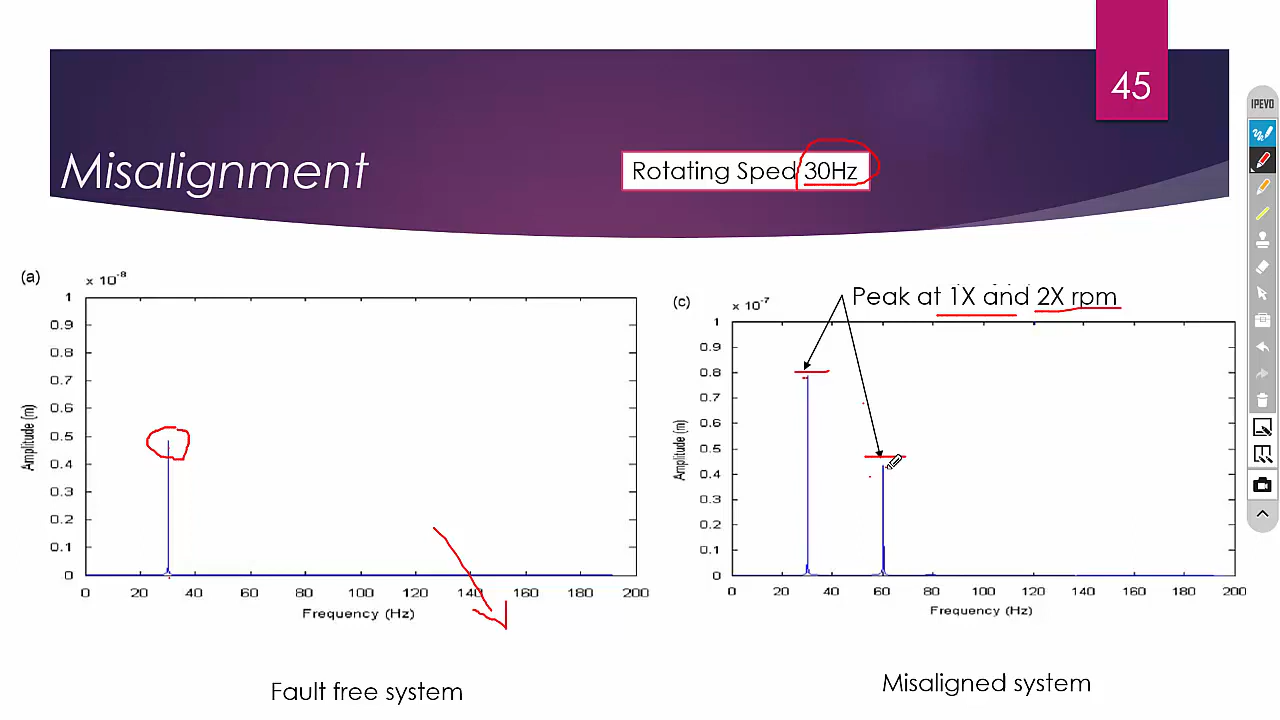 45
IPEVO
Misalignment
Rotating Sped 30Hz
(a)
x 10-8
1
0.9
0.8
0.7
0.6
0.5
0.4
0.3
0.2
0.1
0
Amplitude (m)
0 20 40 60 80 100 120 140 160 180 200
Frequency (Hz)
Fault free system
(c)
x 10-7
Peak at 1X and 2X rpm
1
0.9
0.8
0.7
0.6
0.5
0.4
0.3
0.2
0.1
0
Amplitude (m)
0 20 40 60 80 100 120 140 160 180 200
Frequency (Hz)
Misaligned system